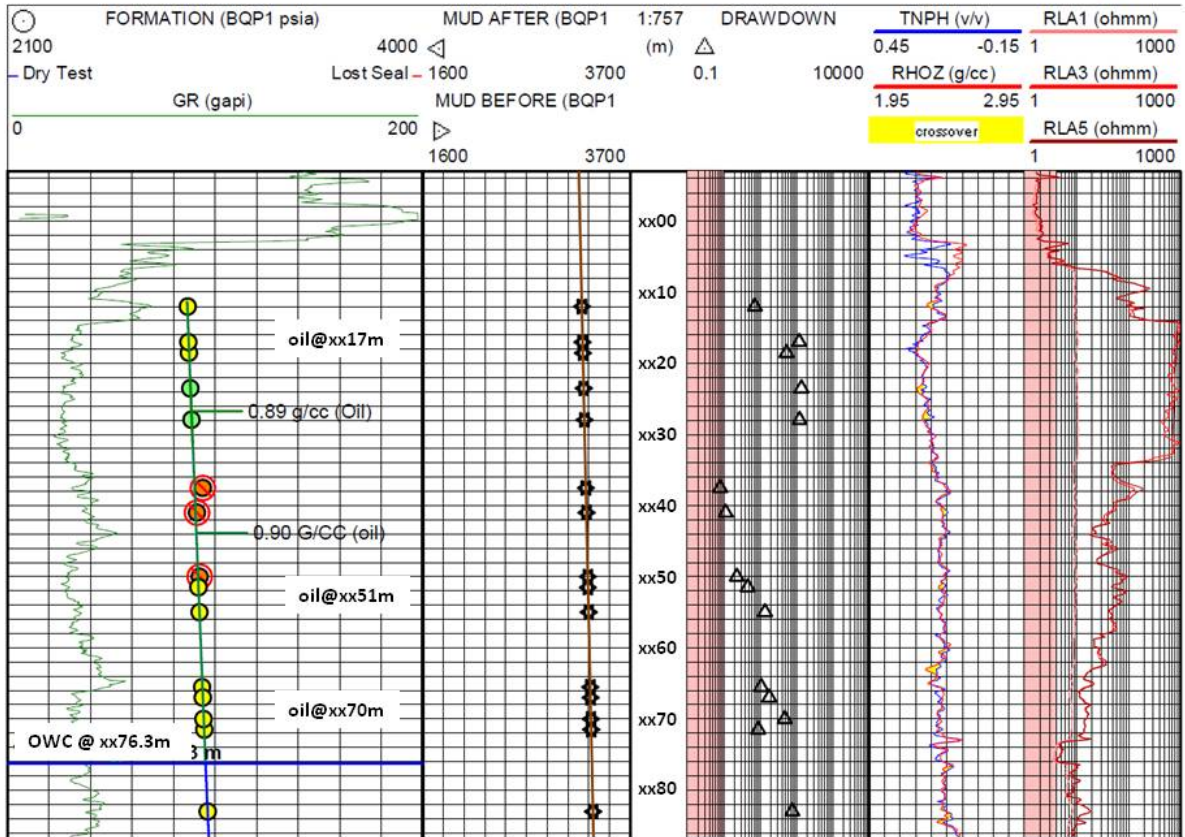 FORMATION (BQP1 psia)
2100 4000
Dry Test Lost Seal
GR (gapi)
0 200
MUD AFTER (BQP1
1600 3700
MUD BEFORE (BQP1
1600 3700
1:757
(m)
DRAWDOWN
0.1 10000
TNPH (v/v)
0.45 -0.15
RHOZ (g/cc)
1.95 2.95
crossover
RLA1 (ohmm)
1 1000
RLA3 (ohmm)
1 1000
RLA5 (ohmm)
1 1000
xx00
xx10
oil@xx17m
xx20
0.89 g/cc (Oil)
xx30
xx40
0.90 G/CC (oil)
xx50
oil@xx51m
xx60
oil@xx70m
xx70
OWC @ xx76.3m
3 m
xx80